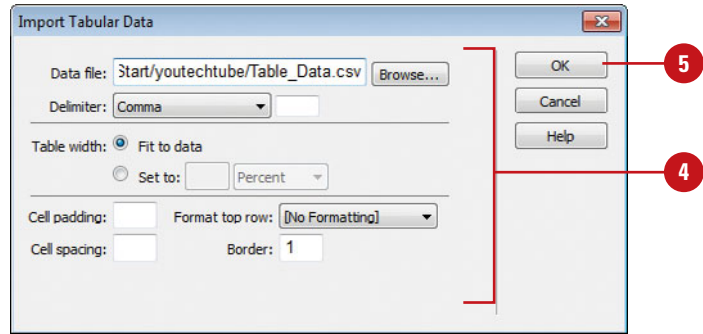 Import Tabular Data
Data file: Start/youtechtube/Table_Data.csv Browse... OK 5
Delimiter: Comma Cancel
Table width: Fit to data Help
Set to: Percent 4
Cell padding: Format top row: [No Formatting]
Cell spacing: Border: 1